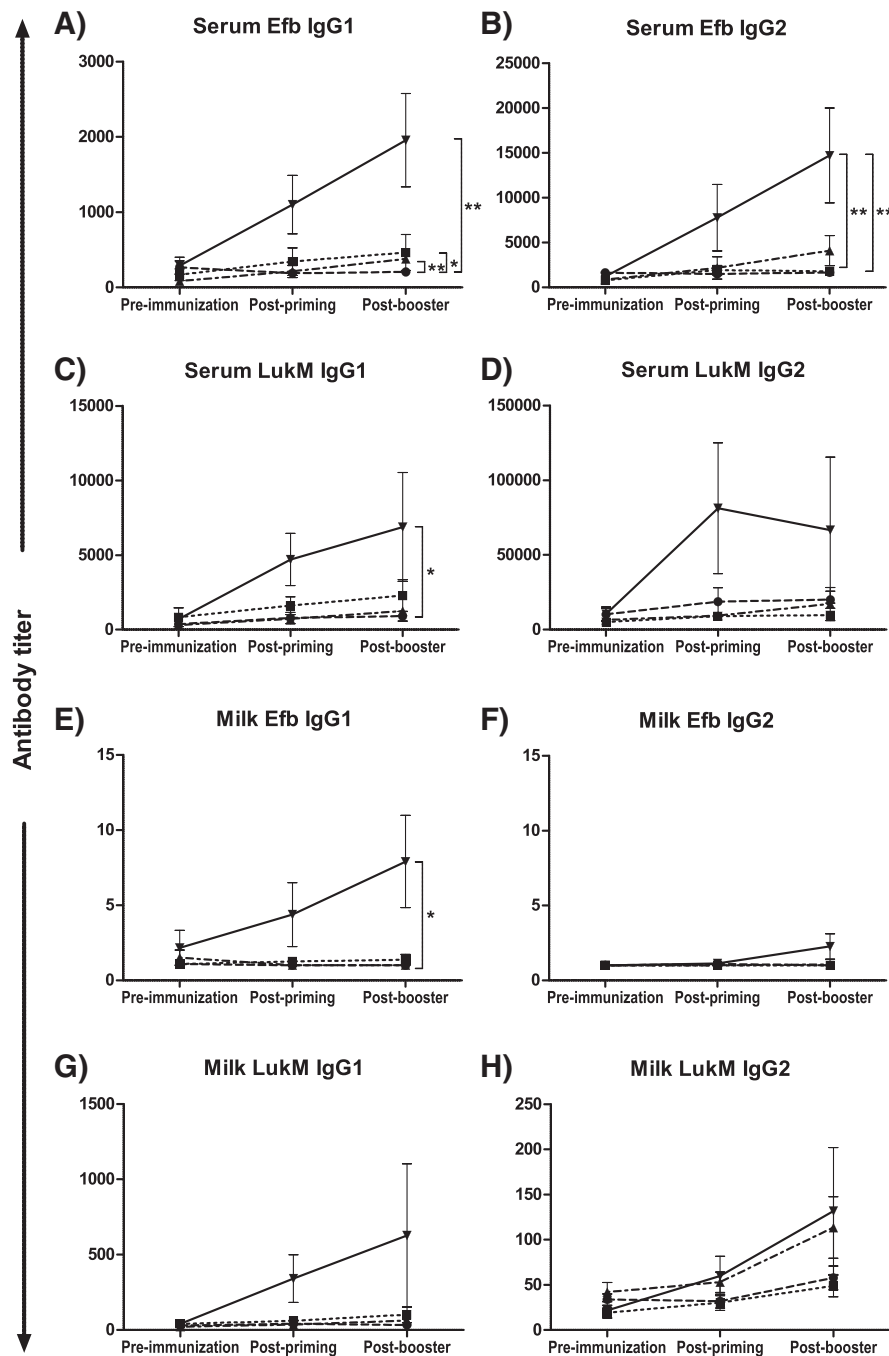 Antibody titer
A)
Serum Efb IgG1
3000
2000
1000
0
**
*
**
Pre-immunization Post-priming Post-booster
B)
Serum Efb IgG2
25000
20000
15000
10000
5000
0
**
**
Pre-immunization Post-priming Post-booster
C)
Serum LukM IgG1
15000
10000
5000
0
*
Pre-immunization Post-priming Post-booster
D)
Serum LukM IgG2
150000
100000
50000
0
Pre-immunization Post-priming Post-booster
E)
Milk Efb IgG1
15
10
5
0
*
Pre-immunization Post-priming Post-booster
F)
Milk Efb IgG2
15
10
5
0
Pre-immunization Post-priming Post-booster
G)
Milk LukM IgG1
1500
1000
500
0
Pre-immunization Post-priming Post-booster
H)
Milk LukM IgG2
250
200
150
100
50
0
Pre-immunization Post-priming Post-booster